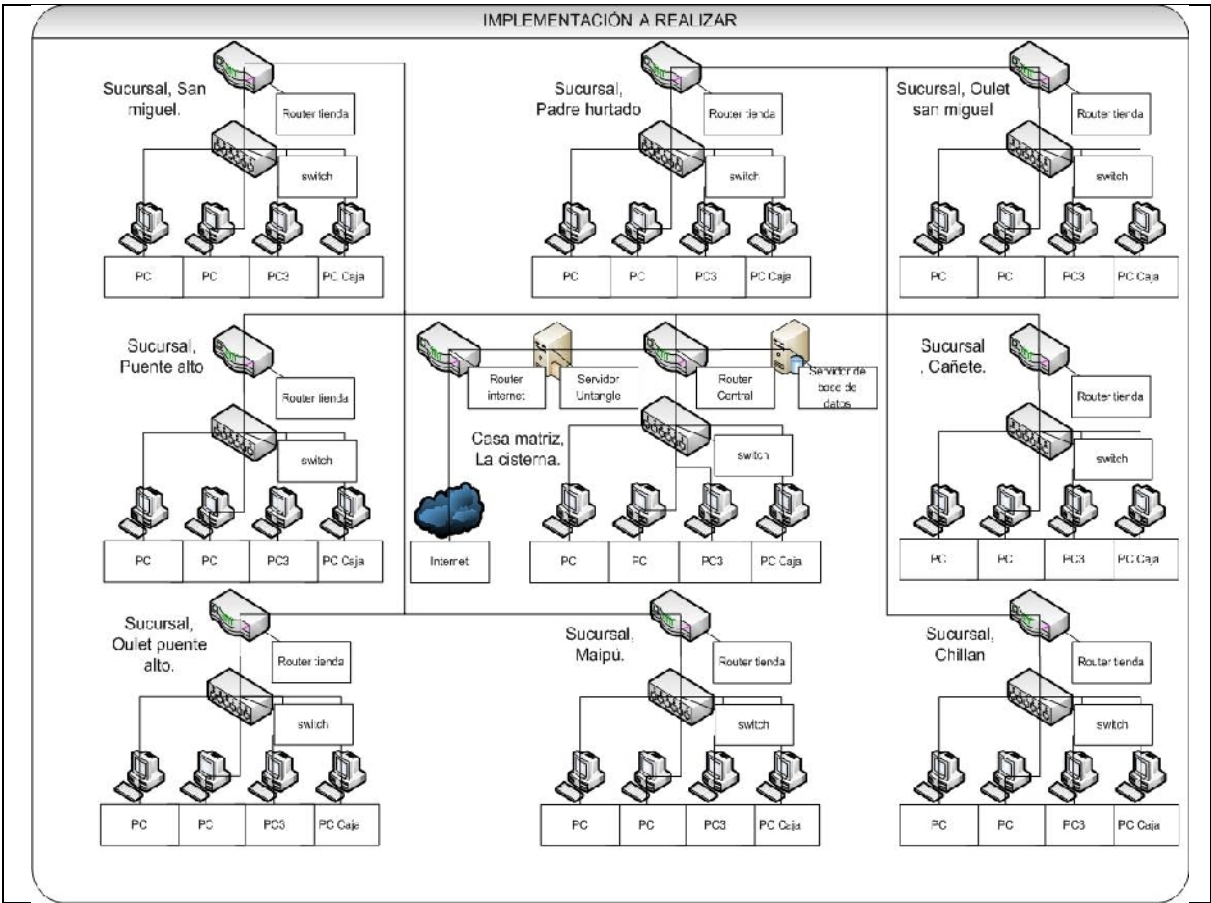 IMPLEMENTACIÓN A REALIZAR
Sucursal, San
miguel.
Router tienda
switch
PC
PC
PC3
PC Caja
Sucursal,
Padre hurtado
Router tienda
switch
PC
PC
PC3
PC Caja
Sucursal, Oulet
san miguel
Router tienda
switch
PC
PC
PC3
PC Caja
Sucursal,
Puente alto
Router tienda
switch
PC
PC
PC3
PC Caja
Router
internet
Servidor
Untangle
Router
Central
Servidor de
base de
datos
Casa matriz,
La cisterna.
switch
Internet
PC
PC
PC3
PC Caja
Sucursal
, Cañete.
Router tienda
switch
PC
PC
PC3
PC Caja
Sucursal,
Oulet puente
alto.
Router tienda
switch
PC
PC
PC3
PC Caja
Sucursal,
Maipú.
Router tienda
switch
PC
PC
PC3
PC Caja
Sucursal,
Chillan
Router tienda
switch
PC
PC
PC3
PC Caja